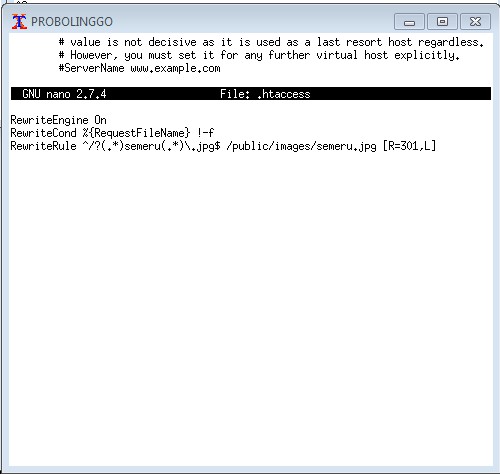 PROBOLINGGO
# value is not decisive as it is used as a last resort host regardless.
# However, you must set it for any further virtual host explicitly.
#ServerName www.example.com
GNU nano 2.7.4 File: .htaccess
RewriteEngine On
RewriteCond %{RequestFileName} !-f
RewriteRule ^/?(.*)semeru(.*)\.jpg$ /public/images/semeru.jpg [R=301,L]